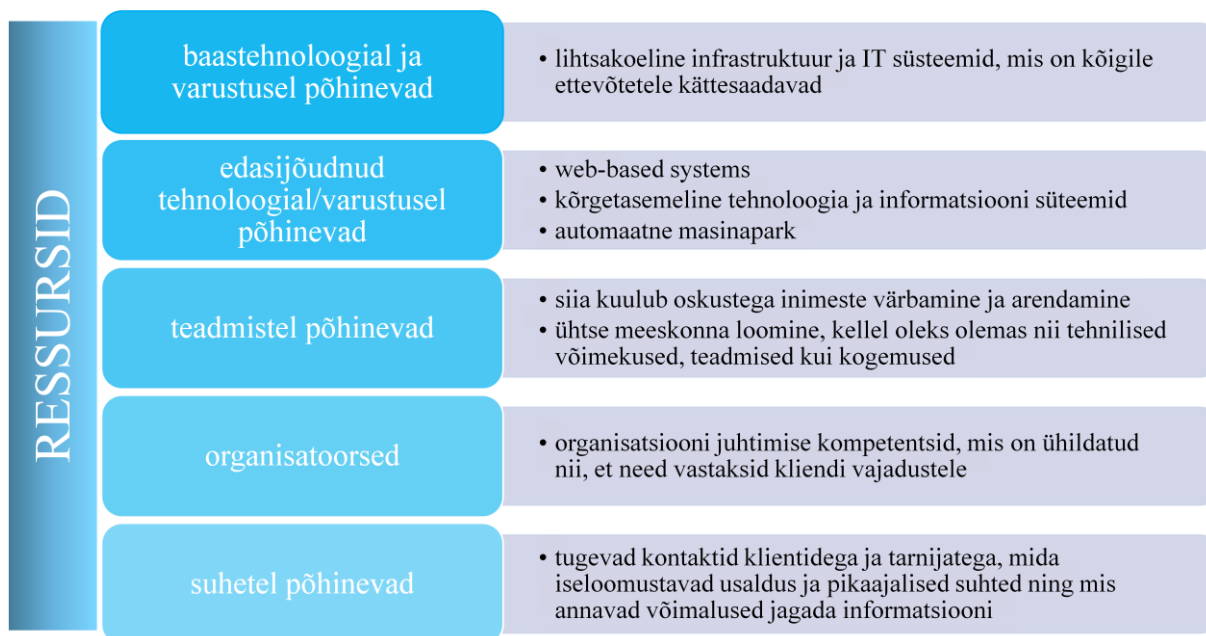 RESSURSID
baastehnoloogial ja
varustusel põhinevad
• lihtsakoeline infrastruktuur ja IT süsteemid, mis on kõigile
ettevõtetele kättesaadavad
edasijõudnud
tehnoloogial/varustusel
põhinevad
• web-based systems
• kõrgetasemeline tehnoloogia ja informatsiooni süteemid
• automaatne masinapark
teadmistel põhinevad
• siia kuulub oskustega inimeste värbamine ja arendamine
• ühtse meeskonna loomine, kellel oleks olemas nii tehnilised
võimekused, teadmised kui kogemused
organisatoorsed
• organisatsiooni juhtimise kompetentsid, mis on ühildatud
nii, et need vastaksid kliendi vajadustele
suhetel põhinevad
• tugevad kontaktid klientidega ja tarnijatega, mida
iseloomustavad usaldus ja pikaajalised suhted ning mis
annavad võimalused jagada informatsiooni